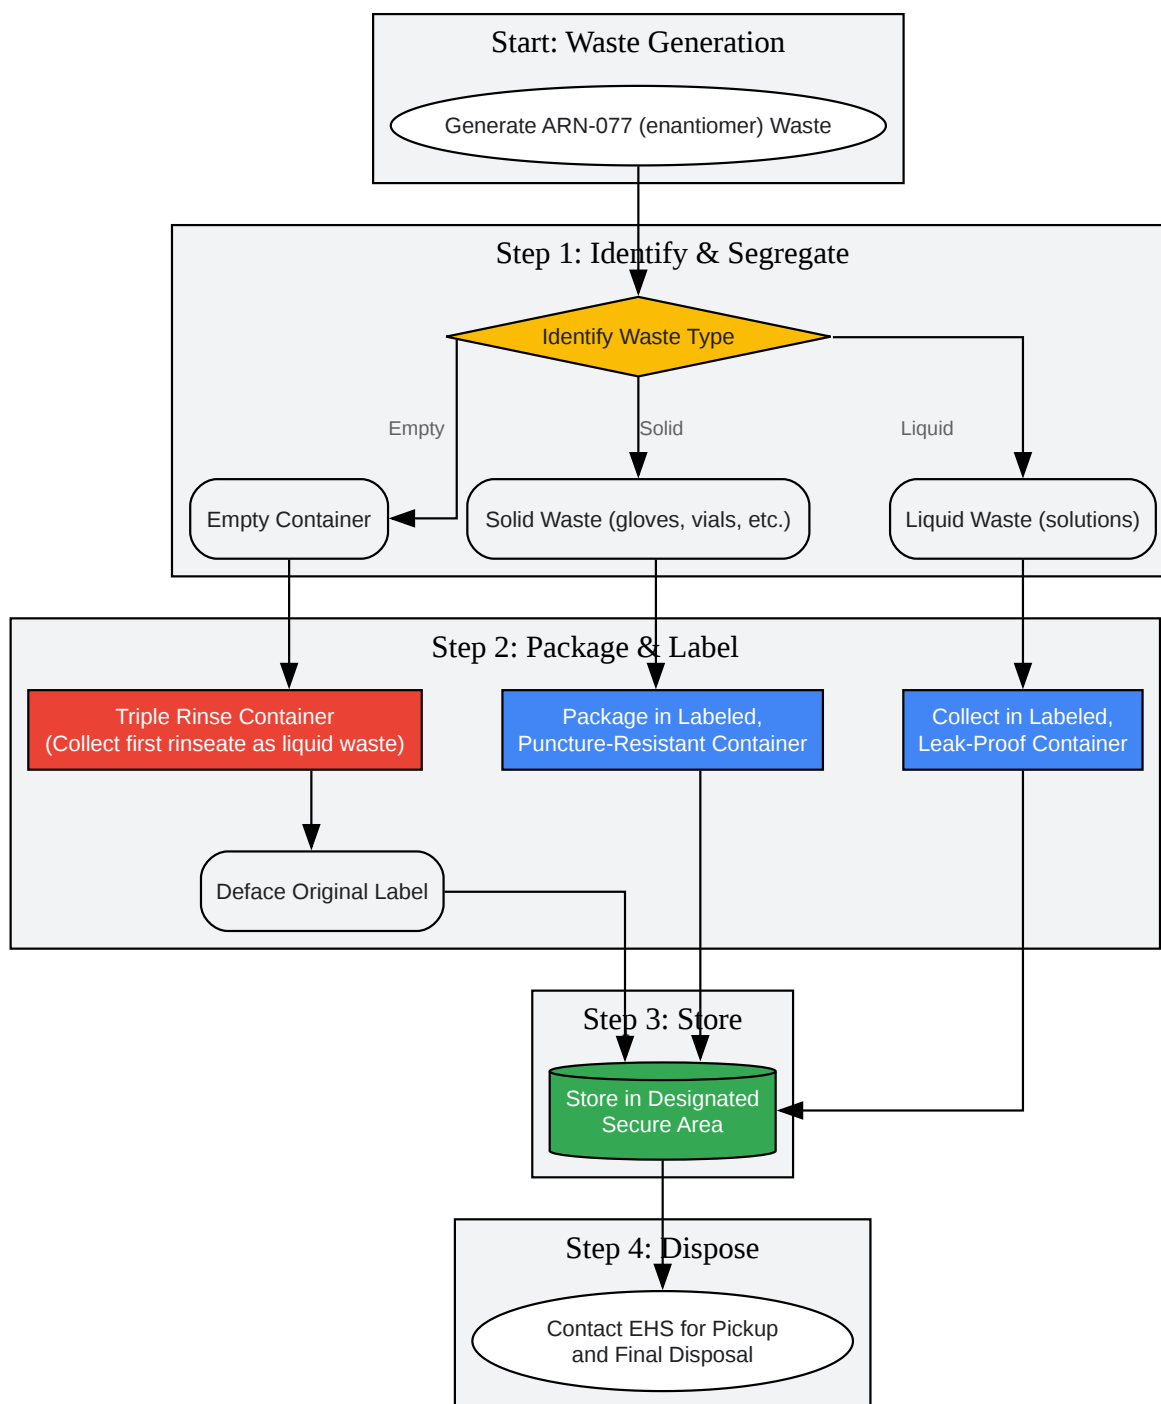 Start: Waste Generation
Generate ARN-077 (enantiomer) Waste
Step 1: Identify & Segregate
Identify Waste Type
Empty
Solid
Liquid
Empty Container
Solid Waste (gloves, vials, etc.)
Liquid Waste (solutions)
Step 2: Package & Label
Triple Rinse Container
(Collect first rinseate as liquid waste)
Package in Labeled,
Puncture-Resistant Container
Collect in Labeled,
Leak-Proof Container
Deface Original Label
Step 3: Store
Store in Designated
Secure Area
Step 4: Dispose
Contact EHS for Pickup
and Final Disposal